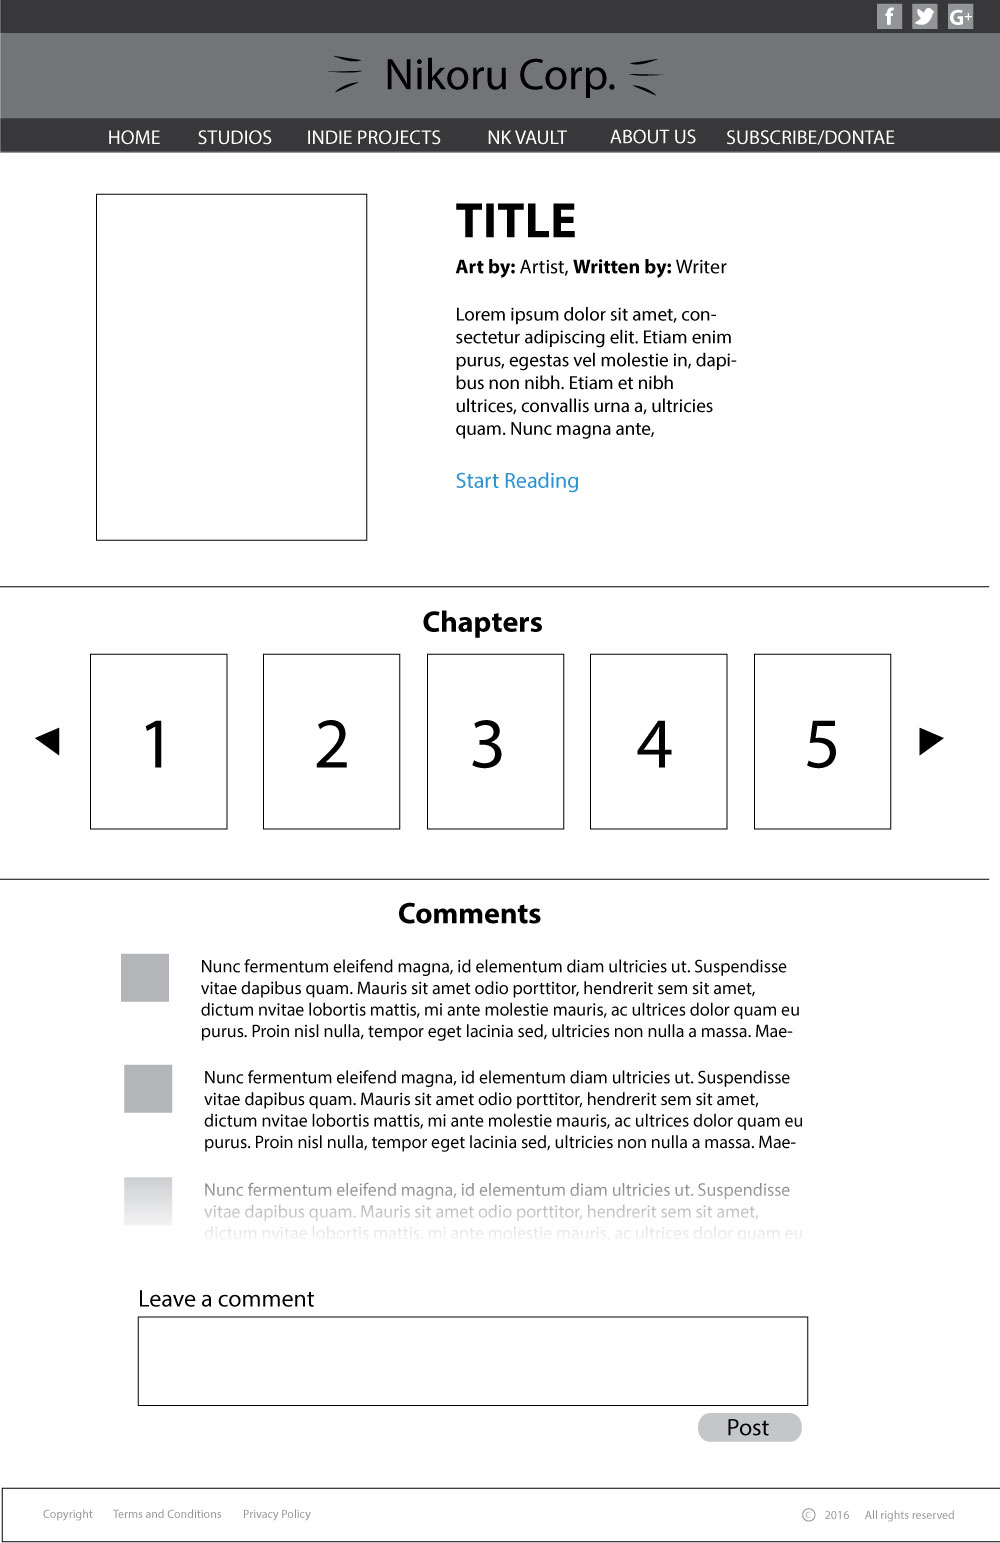 f G+
Nikoru Corp.
HOME STUDIOS INDIE PROJECTS NK VAULT ABOUT US SUBSCRIBE/DONTAE
TITLE
Art by: Artist, Written by: Writer
Lorem ipsum dolor sit amet, con-
sectetur adipiscing elit. Etiam enim
purus, egestas vel molestie in, dapi-
bus non nibh. Etiam et nibh
ultrices, convallis urna a, ultricies
quam. Nunc magna ante,
Start Reading
Chapters
1 2 3 4 5
Comments
Nunc fermentum eleifend magna, id elementum diam ultricies ut. Suspendisse
vitae dapibus quam. Mauris sit amet odio porttitor, hendrerit sem sit amet,
dictum nvitae lobortis mattis, mi ante molestie mauris, ac ultrices dolor quam eu
purus. Proin nisl nulla, tempor eget lacinia sed, ultricies non nulla a massa. Mae-
Nunc fermentum eleifend magna, id elementum diam ultricies ut. Suspendisse
vitae dapibus quam. Mauris sit amet odio porttitor, hendrerit sem sit amet,
dictum nvitae lobortis mattis, mi ante molestie mauris, ac ultrices dolor quam eu
purus. Proin nisl nulla, tempor eget lacinia sed, ultricies non nulla a massa. Mae-
Nunc fermentum eleifend magna, id elementum diam ultricies ut. Suspendisse
vitae dapibus quam. Mauris sit amet odio porttitor, hendrerit sem sit amet,
dictum nvitae lobortis mattis, mi ante molestie mauris, ac ultrices dolor quam eu
Leave a comment
Post
Copyright Terms and Conditions Privacy Policy © 2016 All rights reserved